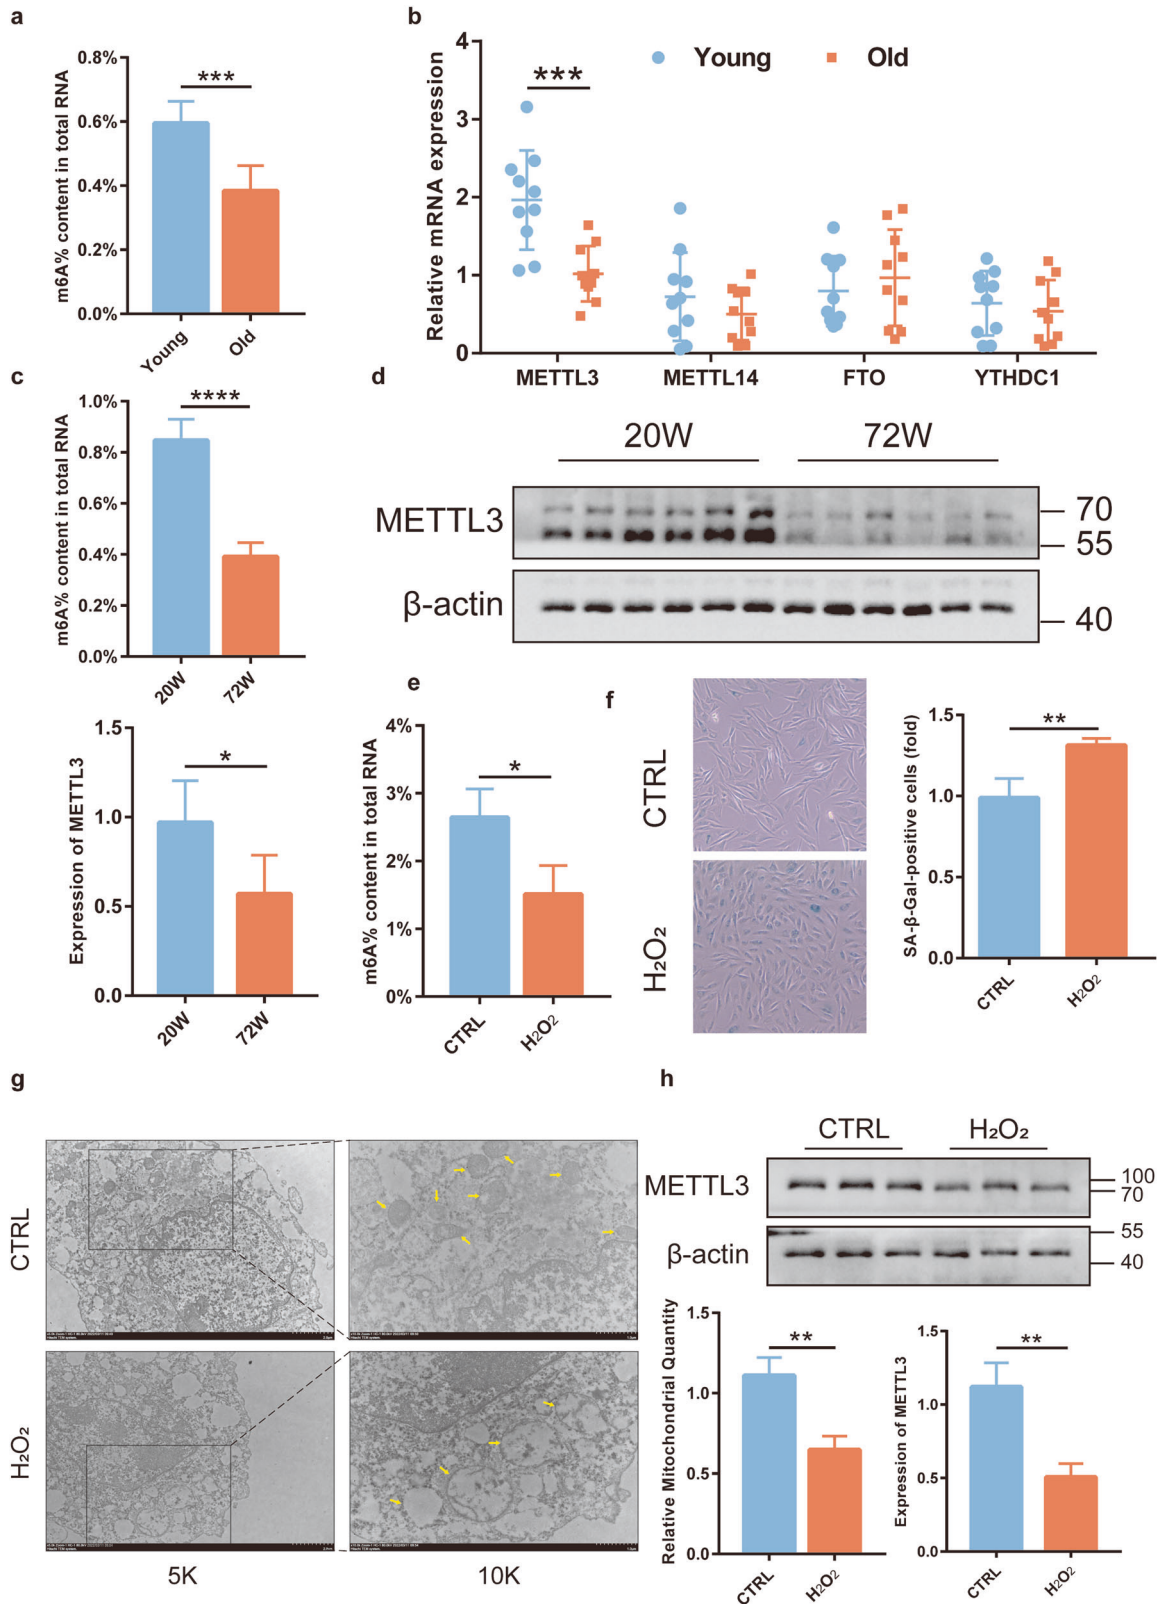 a
m6A% content in total RNA
0.8%
0.6%
0.4%
0.2%
0.0%
***
Young
Old
b
Relative mRNA expression
4
3
2
1
0
Young
Old
***
METTL3
METTL14
FTO
YTHDC1
c
m6A% content in total RNA
1.0%
0.8%
0.6%
0.4%
0.2%
0.0%
****
20W
72W
d
20W
72W
METTL3
70
55
β-actin
40
Expression of METTL3
1.5
1.0
0.5
0.0
*
20W
72W
e
m6A% content in total RNA
4%
3%
2%
1%
0%
*
CTRL
H₂O₂
f
CTRL
H₂O₂
SA-β-Gal-positive cells (fold)
1.5
1.0
0.5
0.0
**
CTRL
H₂O₂
g
CTRL
H₂O₂
5K
10K
h
CTRL
H₂O₂
METTL3
100
70
β-actin
55
40
Relative Mitochondrial Quantity
1.5
1.0
0.5
0.0
**
CTRL
H₂O₂
Expression of METTL3
1.5
1.0
0.5
0.0
**
CTRL
H₂O₂